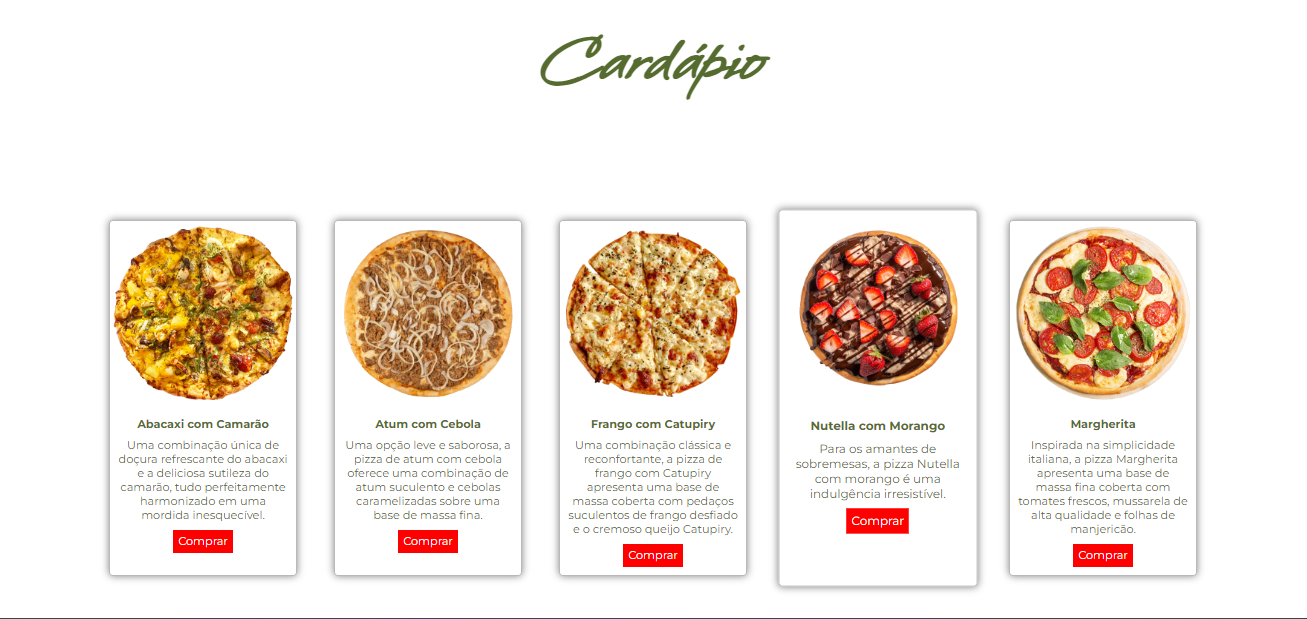 Cardápio
Abacaxi com Camarão
Uma combinação única de
doçura refrescante do abacaxi
e a deliciosa sutileza do
camarão, tudo perfeitamente
harmonizado em uma
mordida inesquecível.
Comprar
Atum com Cebola
Uma opção leve e saborosa, a
pizza de atum com cebola
oferece uma combinação de
atum suculento e cebolas
caramelizadas sobre uma
base de massa fina.
Comprar
Frango com Catupiry
Uma combinação clássica e
reconfortante, a pizza de
frango com Catupiry
apresenta uma base de
massa coberta com pedaços
suculentos de frango desfiado
e o cremoso queijo Catupiry.
Comprar
Nutella com Morango
Para os amantes de
sobremesas, a pizza Nutella
com morango é uma
indulgência irresistível.
Comprar
Margherita
Inspirada na simplicidade
italiana, a pizza Margherita
apresenta uma base de
massa fina coberta com
tomates frescos, mussarela de
alta qualidade e folhas de
manjericão.
Comprar